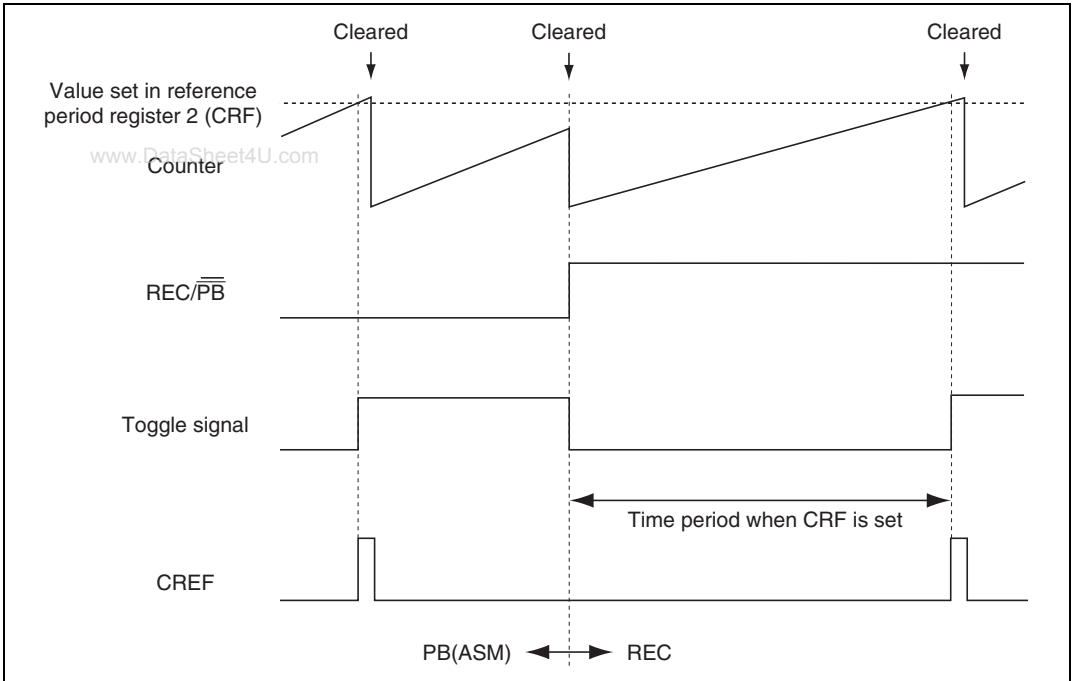 Cleared
Cleared
Cleared
Value set in reference
period register 2 (CRF)
www.DataSheet4U.com
Counter
REC/PB
Toggle signal
Time period when CRF is set
CREF
PB(ASM)
REC